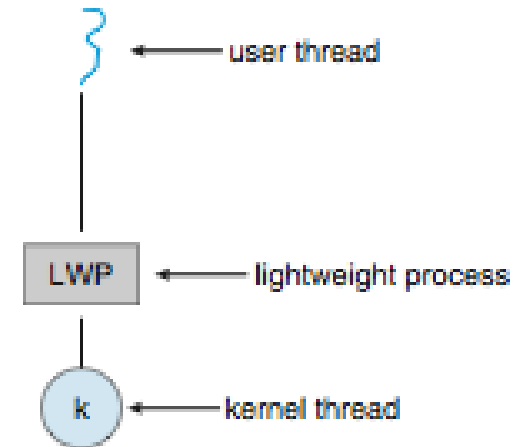 user thread
LWP
lightweight process
k
kernel thread